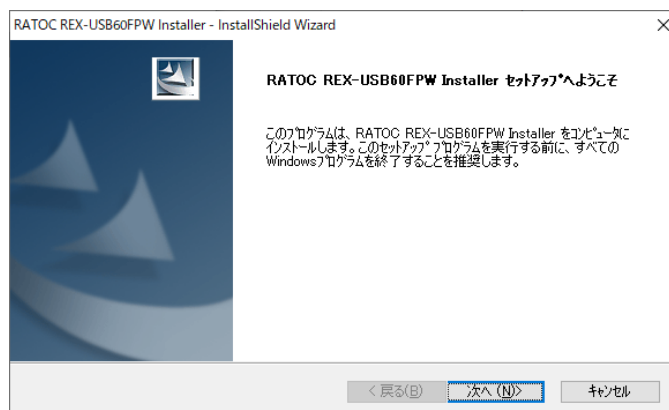 RATOC REX-USB60FPW Installer - InstallShield Wizard
RATOC REX-USB60FPW Installer ｾｯﾄｱｯﾌﾟへようこそ
このﾌﾟﾛｸﾞﾗﾑは、RATOC REX-USB60FPW Installer をｺﾝﾋﾟｭｰﾀに
ｲﾝｽﾄｰﾙします。このｾｯﾄｱｯﾌﾟ ﾌﾟﾛｸﾞﾗﾑを実行する前に、すべての
Windowsﾌﾟﾛｸﾞﾗﾑを終了することを推奨します。
< 戻る(B)
次へ (N)>
ｷｬﾝｾﾙ